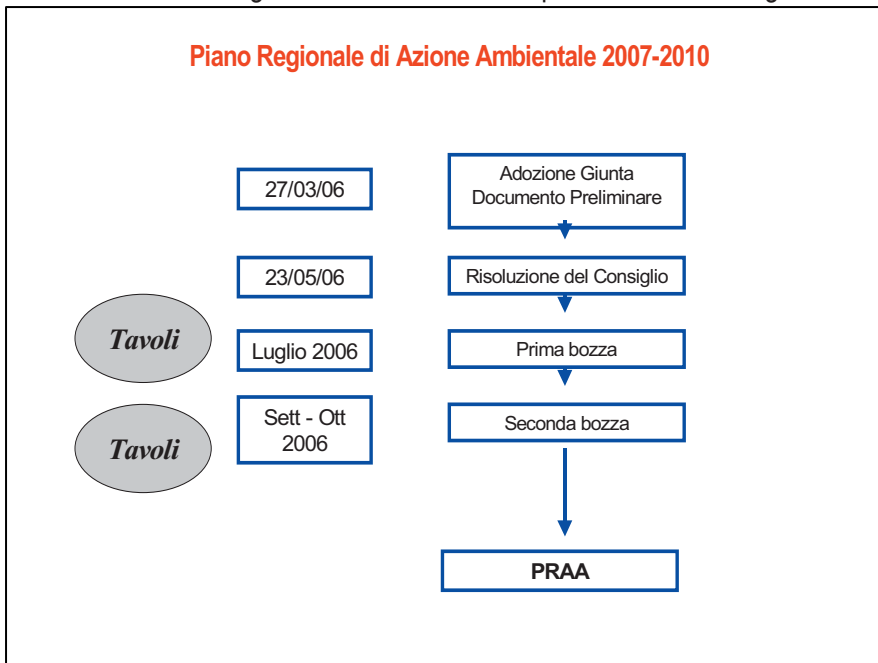 Piano Regionale di Azione Ambientale 2007-2010
27/03/06
Adozione Giunta
Documento Preliminare
23/05/06
Risoluzione del Consiglio
Tavoli
Luglio 2006
Prima bozza
Tavoli
Sett - Ott
2006
Seconda bozza
PRAA